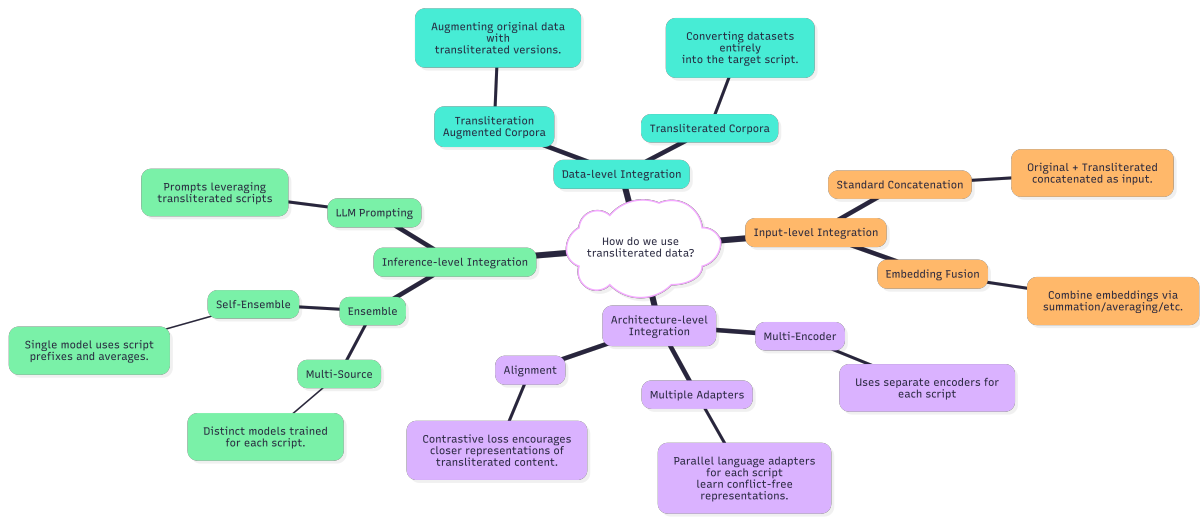 How do we use
transliterated data?
Data-level Integration
Transliteration
Augmented Corpora
Augmenting original data
with
transliterated versions.
Transliterated Corpora
Converting datasets
entirely
into the target script.
Input-level Integration
Standard Concatenation
Original + Transliterated
concatenated as input.
Embedding Fusion
Combine embeddings via
summation/averaging/etc.
Architecture-level
Integration
Multi-Encoder
Uses separate encoders for
each script
Multiple Adapters
Parallel language adapters
for each script
learn conflict-free
representations.
Alignment
Contrastive loss encourages
closer representations of
transliterated content.
Inference-level Integration
LLM Prompting
Prompts leveraging
transliterated scripts
Ensemble
Self-Ensemble
Single model uses script
prefixes and averages.
Multi-Source
Distinct models trained
for each script.